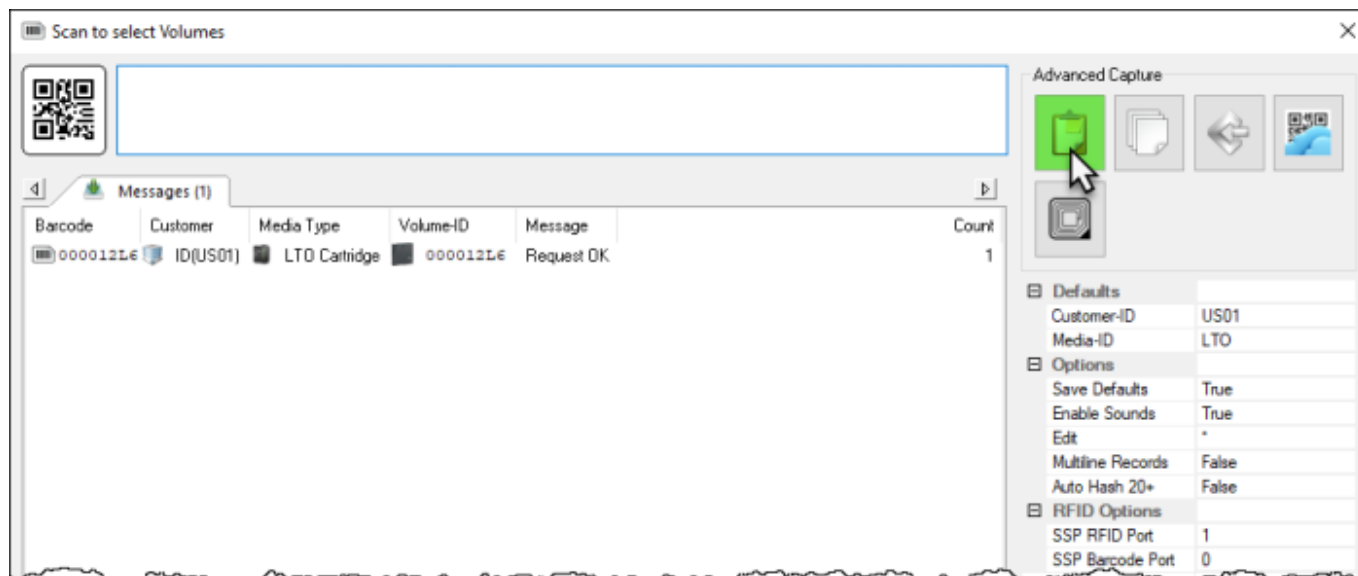 Scan to select Volumes
Advanced Capture
Messages (1)
Barcode Customer Media Type Volume-ID Message Count
000012L6 ID(US01) LTO Cartridge 000012L6 Request OK 1
Defaults
Customer-ID US01
Media-ID LTO
Options
Save Defaults True
Enable Sounds True
Edit *
Multiline Records False
Auto Hash 20+ False
RFID Options
SSP RFID Port 1
SSP Barcode Port 0